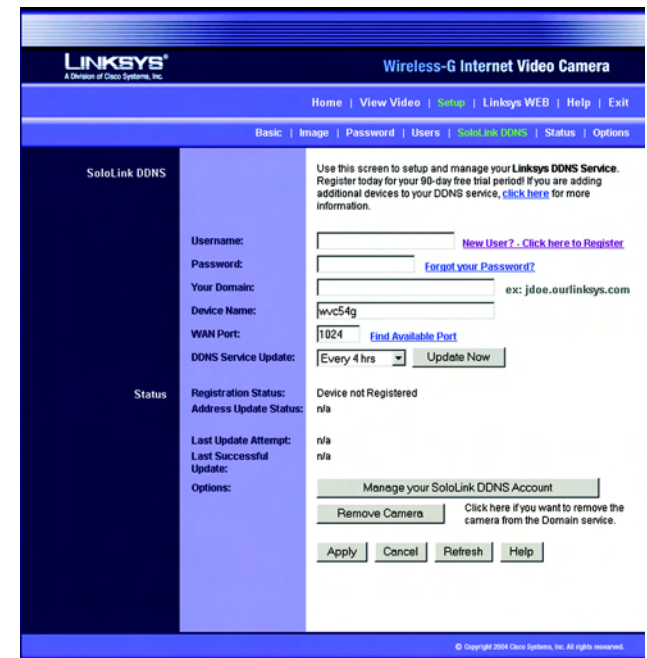 LINKSYS®
A Division of Cisco Systems, Inc.
Wireless-G Internet Video Camera
Home | View Video | Setup | Linksys WEB | Help | Exit
Basic | Image | Password | Users | SoloLink DDNS | Status | Options
SoloLink DDNS
Use this screen to setup and manage your Linksys DDNS Service.
Register today for your 90-day free trial period! If you are adding
additional devices to your DDNS service, click here for more
information.
Username:
New User? - Click here to Register
Password:
Forgot your Password?
Your Domain:
ex: jdoe.ourlinksys.com
Device Name:
wvc54g
WAN Port:
1024
Find Available Port
DDNS Service Update:
Every 4 hrs
Update Now
Status
Registration Status:
Device not Registered
Address Update Status:
n/a
Last Update Attempt:
n/a
Last Successful
Update:
n/a
Options:
Manage your SoloLink DDNS Account
Remove Camera
Click here if you want to remove the
camera from the Domain service.
Apply
Cancel
Refresh
Help
© Copyright 2004 Cisco Systems, Inc. All rights reserved.